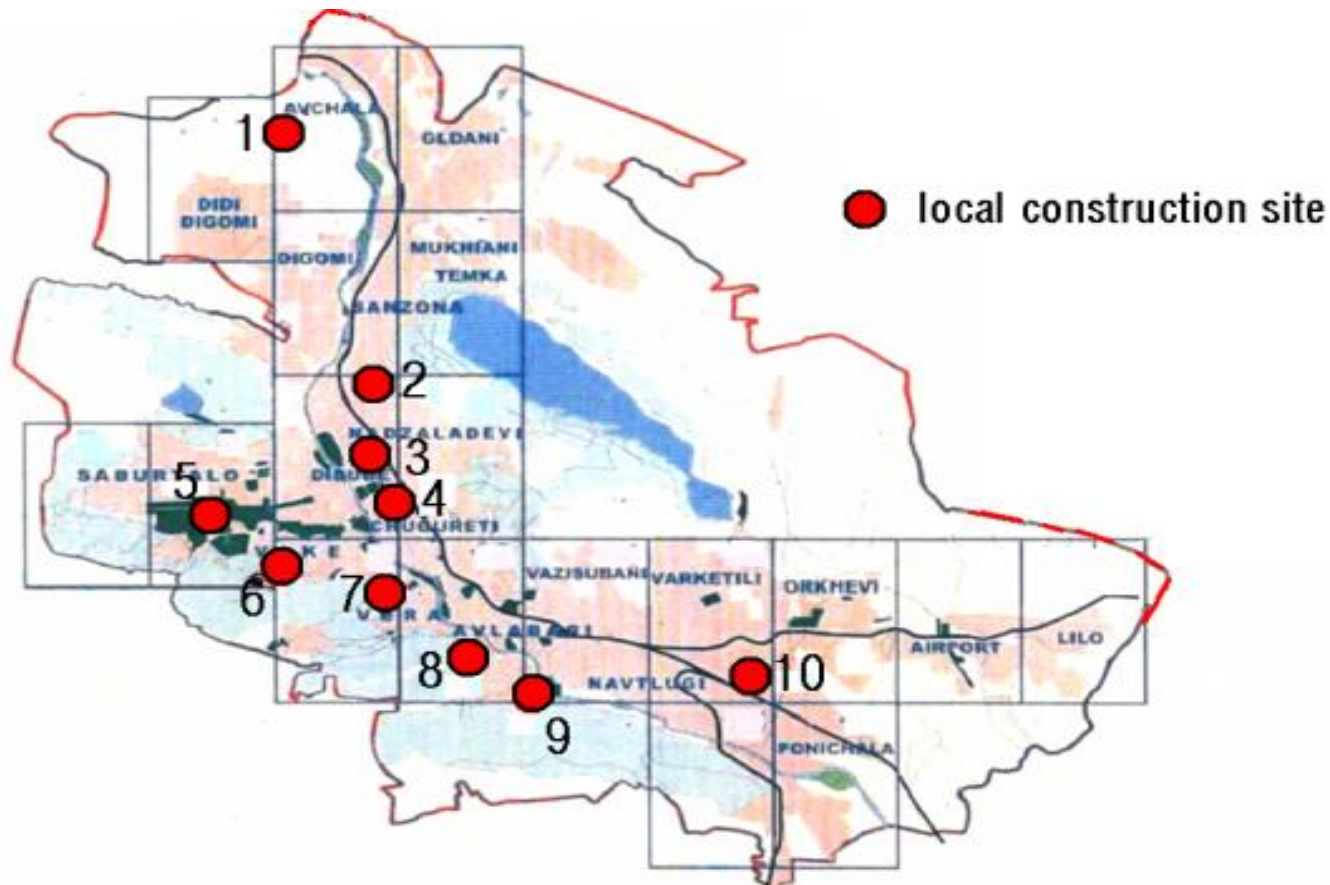 AVCHALA
1
GLDANI
DIDI
DIGOMI
local construction site
DIGOMI
MUKHIANI
TEMKA
SANZONA
2
NADZALADEVI
3
SABURTALO
5
4
CHUGURETI
VAKE
6
7
VERA
VAZISUBANI
VARKETILI
ORKHEVI
AVLABARI
8
AIRPORT
LILO
NAVTLUGI
10
9
PONICHALA